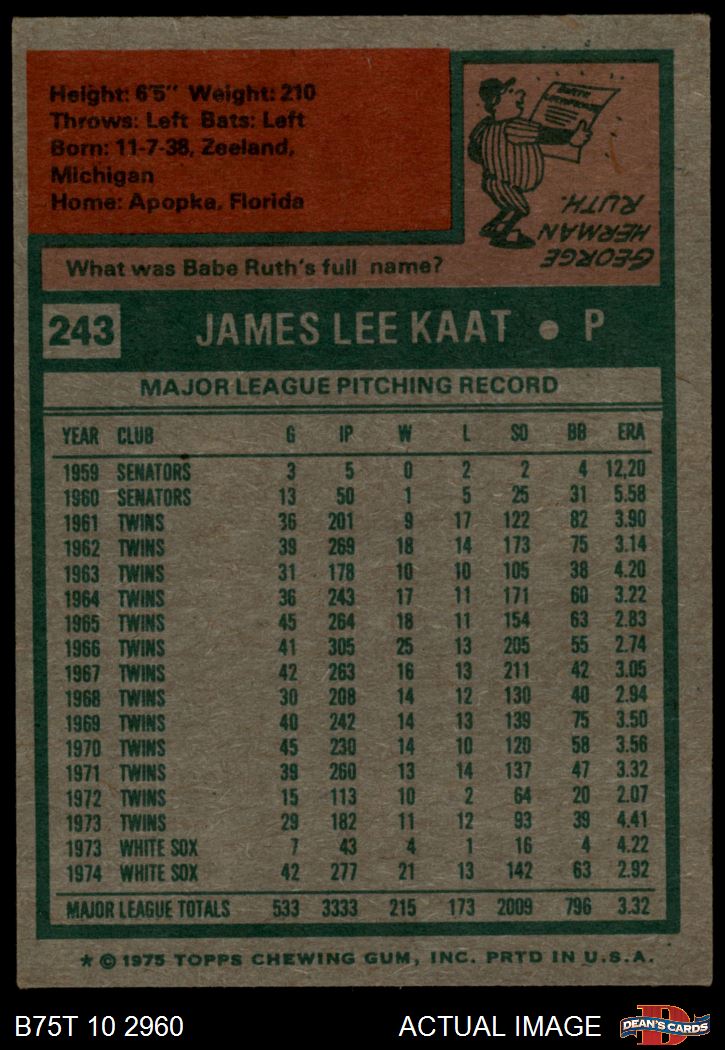 Height: 6'5" Weight: 210
Throws: Left Bats: Left
Born: 11-7-38, Zeeland,
Michigan
Home: Apopka, Florida
GEORGE
HERMAN
RUTH.
What was Babe Ruth's full name?
243 JAMES LEE KAAT • P
MAJOR LEAGUE PITCHING RECORD
YEAR CLUB G IP W L SO BB ERA
1959 SENATORS 3 5 0 2 2 4 12.20
1960 SENATORS 13 50 1 5 25 31 5.58
1961 TWINS 36 201 9 17 122 82 3.90
1962 TWINS 39 269 18 14 173 75 3.14
1963 TWINS 31 178 10 10 105 38 4.20
1964 TWINS 36 243 17 11 171 60 3.22
1965 TWINS 45 264 18 11 154 63 2.83
1966 TWINS 41 305 25 13 205 55 2.74
1967 TWINS 42 263 16 13 211 42 3.05
1968 TWINS 30 208 14 12 130 40 2.94
1969 TWINS 40 242 14 13 139 75 3.50
1970 TWINS 45 230 14 10 120 58 3.56
1971 TWINS 39 260 13 14 137 47 3.32
1972 TWINS 15 113 10 2 64 20 2.07
1973 TWINS 29 182 11 12 93 39 4.41
1973 WHITE SOX 7 43 4 1 16 4 4.22
1974 WHITE SOX 42 277 21 13 142 63 2.92
MAJOR LEAGUE TOTALS 533 3333 215 173 2009 796 3.32
* © 1975 TOPPS CHEWING GUM, INC. PRTD IN U.S.A.
B75T 10 2960 ACTUAL IMAGE DEAN'S CARDS